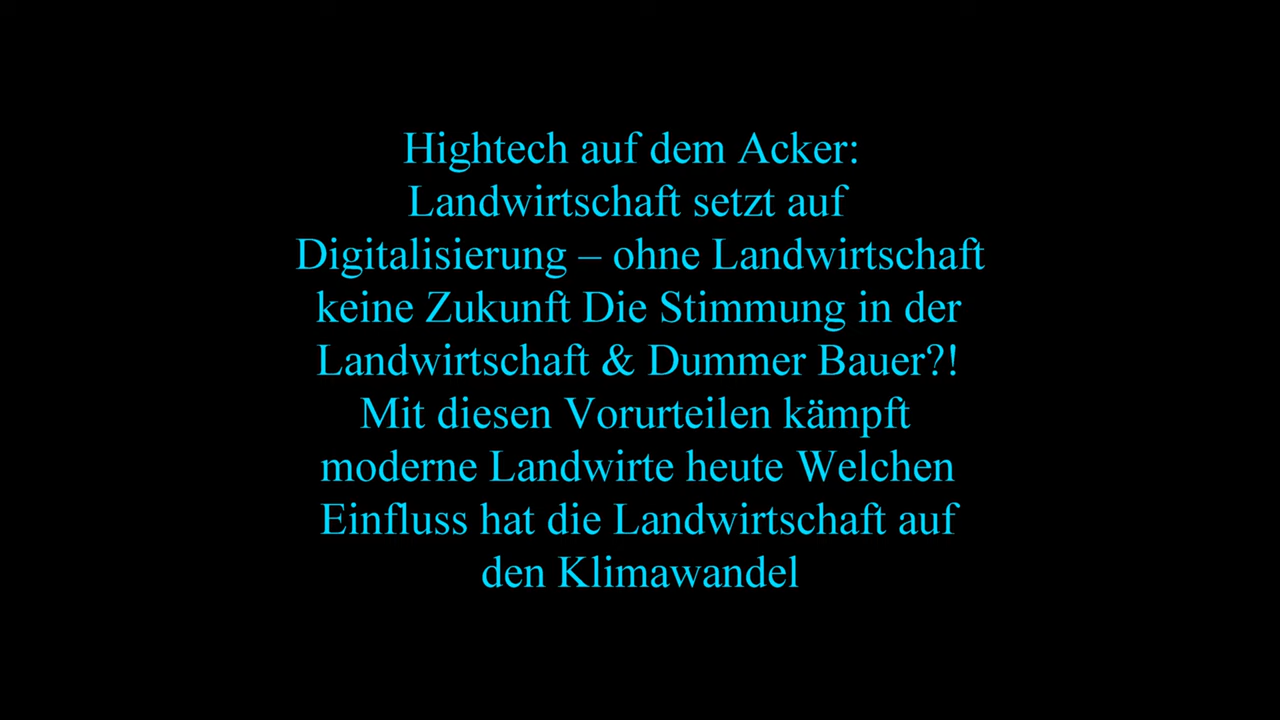 Hightech auf dem Acker:
Landwirtschaft setzt auf
Digitalisierung – ohne Landwirtschaft
keine Zukunft Die Stimmung in der
Landwirtschaft & Dummer Bauer?!
Mit diesen Vorurteilen kämpft
moderne Landwirte heute Welchen
Einfluss hat die Landwirtschaft auf
den Klimawandel